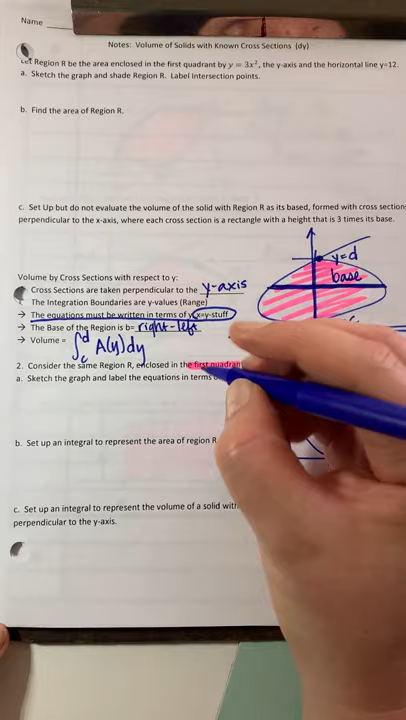 Name
Notes: Volume of Solids with Known Cross Sections (dy)
Let Region R be the area enclosed in the first quadrant by y = 3x², the y-axis and the horizontal line y=12.
a. Sketch the graph and shade Region R. Label Intersection points.
b. Find the area of Region R.
c. Set Up but do not evaluate the volume of the solid with Region R as its based, formed with cross section
perpendicular to the x-axis, where each cross section is a rectangle with a height that is 3 times its base.
y=d
base
Volume by Cross Sections with respect to y:
Cross Sections are taken perpendicular to the y-axis
The Integration Boundaries are y-values (Range)
→ The equations must be written in terms of y (x=y-stuff
→ The Base of the Region is b= right-left
→ Volume = ∫_c^d A(y)dy
2. Consider the same Region R, enclosed in the first quadran
a. Sketch the graph and label the equations in terms
b. Set up an integral to represent the area of region R
c. Set up an integral to represent the volume of a solid with
perpendicular to the y-axis.